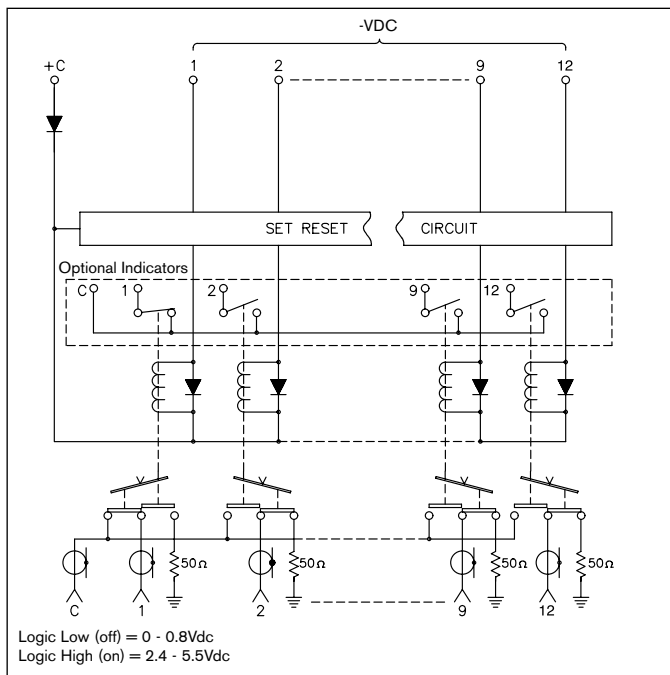 -VDC
+C 1 2 9 12
SET RESET CIRCUIT
Optional Indicators
C 1 2 9 12
50Ω 50Ω 50Ω 50Ω
C 1 2 9 12
Logic Low (off) = 0 - 0.8Vdc
Logic High (on) = 2.4 - 5.5Vdc